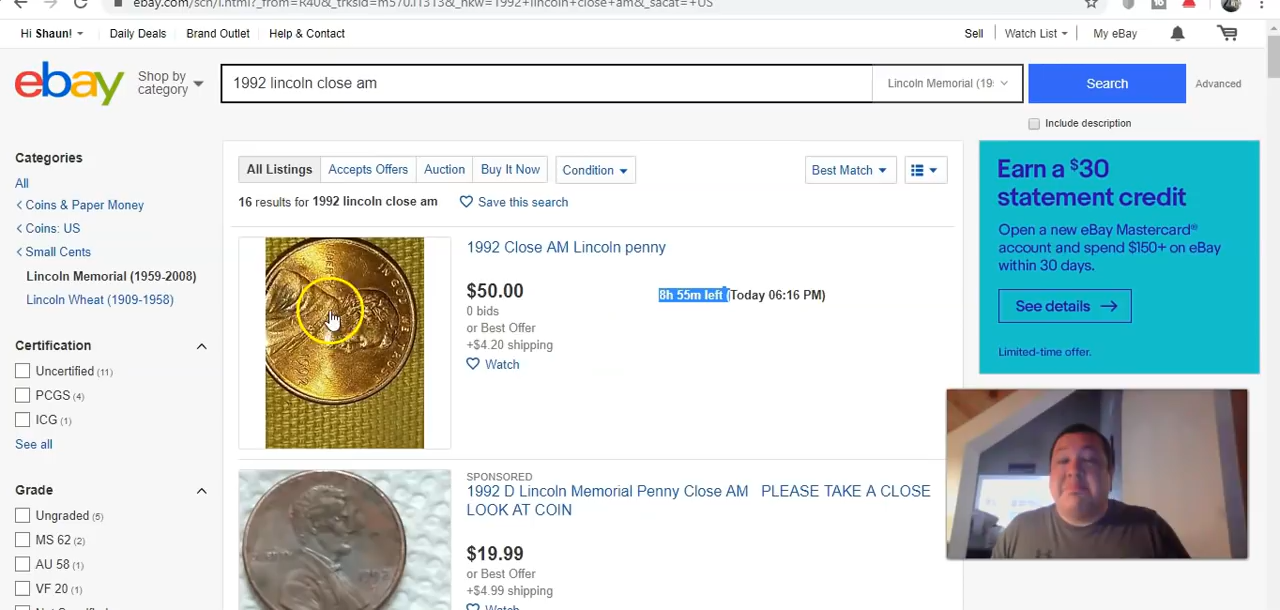 ebay.com/sch/i.html?_from=R40&_trksid=m570.l1313&_nkw=1992+lincoln+close+am&_sacat=+US
Hi Shaun!
Daily Deals
Brand Outlet
Help & Contact
Sell
Watch List
My eBay
ebay
Shop by
category
1992 lincoln close am
Lincoln Memorial (19
Search
Advanced
Include description
Categories
All
Coins & Paper Money
Coins: US
Small Cents
Lincoln Memorial (1959-2008)
Lincoln Wheat (1909-1958)
Certification
Uncertified (11)
PCGS (4)
ICG (1)
See all
Grade
Ungraded (5)
MS 62 (2)
AU 58 (1)
VF 20 (1)
All Listings
Accepts Offers
Auction
Buy It Now
Condition
Best Match
16 results for 1992 lincoln close am
Save this search
1992 Close AM Lincoln penny
$50.00
0 bids
or Best Offer
+$4.20 shipping
Watch
8h 55m left (Today 06:16 PM)
IN GOD WE TRUST
SPONSORED
1992 D Lincoln Memorial Penny Close AM PLEASE TAKE A CLOSE
LOOK AT COIN
$19.99
or Best Offer
+$4.99 shipping
Watch
Earn a $30
statement credit
Open a new eBay Mastercard®
account and spend $150+ on eBay
within 30 days.
See details →
Limited-time offer.